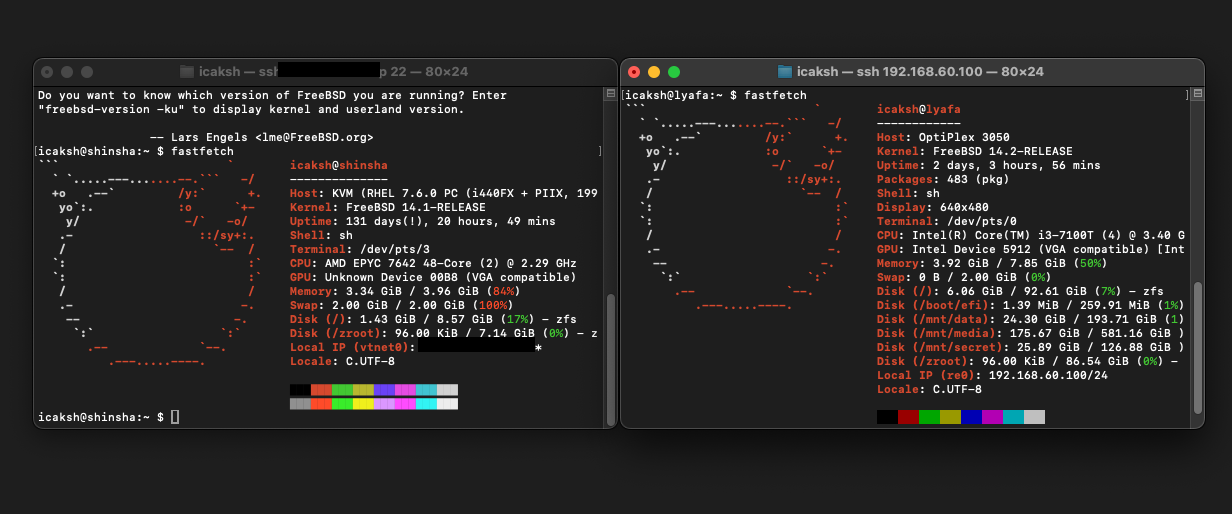 icaksh — ssh p 22 — 80×24
Do you want to know which version of FreeBSD you are running? Enter
"freebsd-version -ku" to display kernel and userland version.
-- Lars Engels <lme@FreeBSD.org>
[icaksh@shinsha:~ $ fastfetch ]
icaksh@shinsha
--------------
Host: KVM (RHEL 7.6.0 PC (i440FX + PIIX, 199
Kernel: FreeBSD 14.1-RELEASE
Uptime: 131 days(!), 20 hours, 49 mins
Shell: sh
Terminal: /dev/pts/3
CPU: AMD EPYC 7642 48-Core (2) @ 2.29 GHz
GPU: Unknown Device 00B8 (VGA compatible)
Memory: 3.34 GiB / 3.96 GiB (84%)
Swap: 2.00 GiB / 2.00 GiB (100%)
Disk (/): 1.43 GiB / 8.57 GiB (17%) - zfs
Disk (/zroot): 96.00 KiB / 7.14 GiB (0%) - z
Local IP (vtnet0): *
Locale: C.UTF-8
icaksh@shinsha:~ $
icaksh — ssh 192.168.60.100 — 80×24
[icaksh@lyafa:~ $ fastfetch ]
icaksh@lyafa
------------
Host: OptiPlex 3050
Kernel: FreeBSD 14.2-RELEASE
Uptime: 2 days, 3 hours, 56 mins
Packages: 483 (pkg)
Shell: sh
Display: 640x480
Terminal: /dev/pts/0
CPU: Intel(R) Core(TM) i3-7100T (4) @ 3.40 G
GPU: Intel Device 5912 (VGA compatible) [Int
Memory: 3.92 GiB / 7.85 GiB (50%)
Swap: 0 B / 2.00 GiB (0%)
Disk (/): 6.06 GiB / 92.61 GiB (7%) - zfs
Disk (/boot/efi): 1.39 MiB / 259.91 MiB (1%)
Disk (/mnt/data): 24.30 GiB / 193.71 GiB (1)
Disk (/mnt/media): 175.67 GiB / 581.16 GiB )
Disk (/mnt/secret): 25.89 GiB / 126.88 GiB )
Disk (/zroot): 96.00 KiB / 86.54 GiB (0%) -
Local IP (re0): 192.168.60.100/24
Locale: C.UTF-8